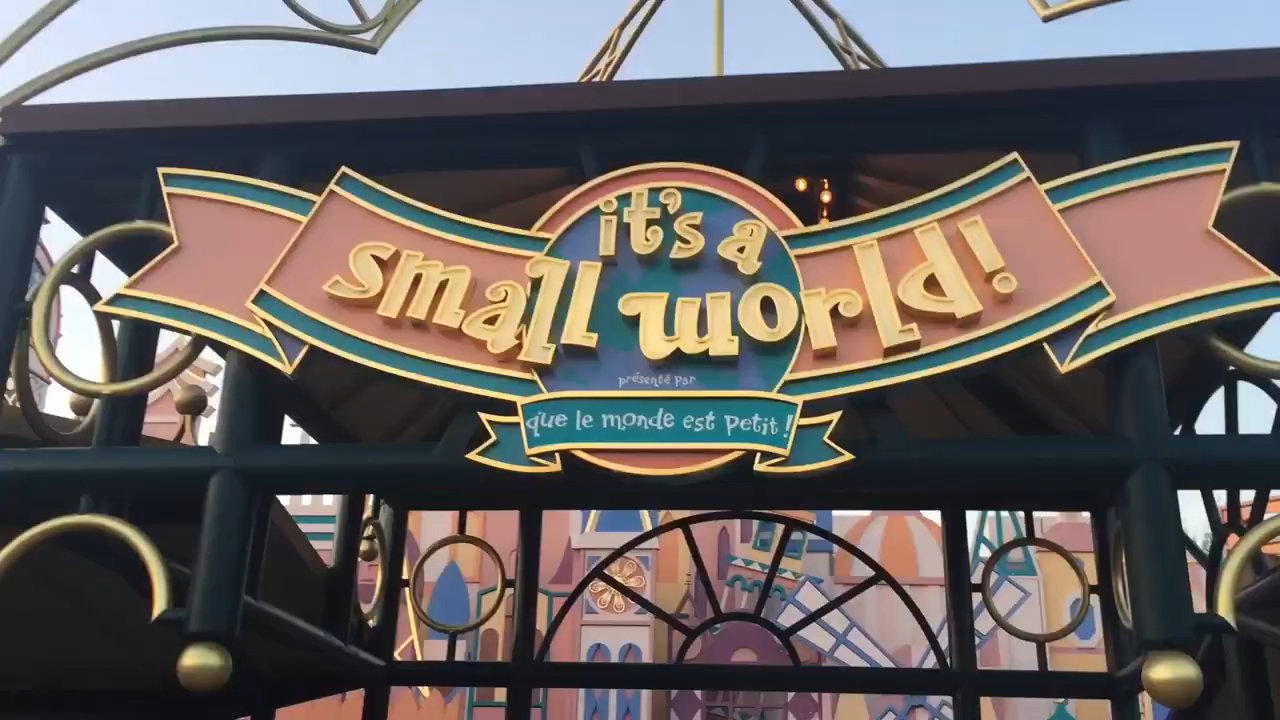 it's a
small world!
présenté par
que le monde est petit!